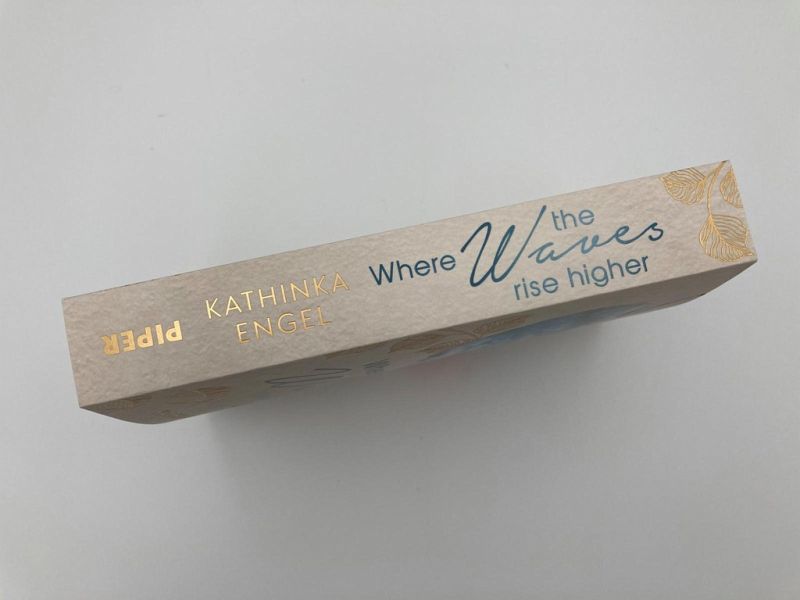 PIPER
KATHINKA
ENGEL
Where the Waves
rise higher